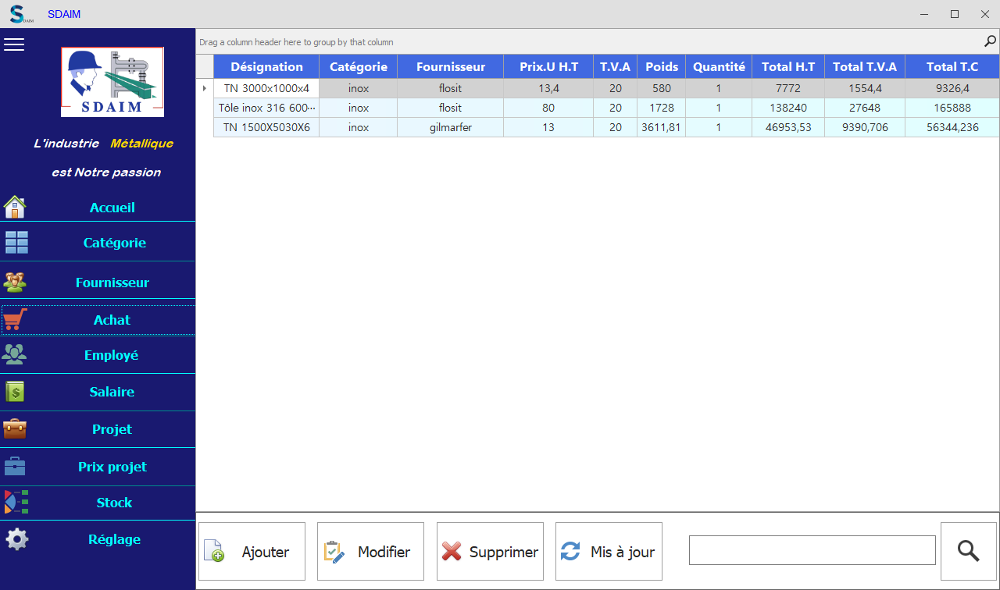 SDAIM
SDAIM
SDAIM
L'industrie Métallique
est Notre passion
Accueil
Catégorie
Fournisseur
Achat
Employé
Salaire
Projet
Prix projet
Stock
Réglage
Drag a column header here to group by that column
Désignation Catégorie Fournisseur Prix.U H.T T.V.A Poids Quantité Total H.T Total T.V.A Total T.C
TN 3000x1000x4 inox flosit 13,4 20 580 1 7772 1554,4 9326,4
Tôle inox 316 600··· inox flosit 80 20 1728 1 138240 27648 165888
TN 1500X5030X6 inox gilmarfer 13 20 3611,81 1 46953,53 9390,706 56344,236
Ajouter Modifier Supprimer Mis à jour